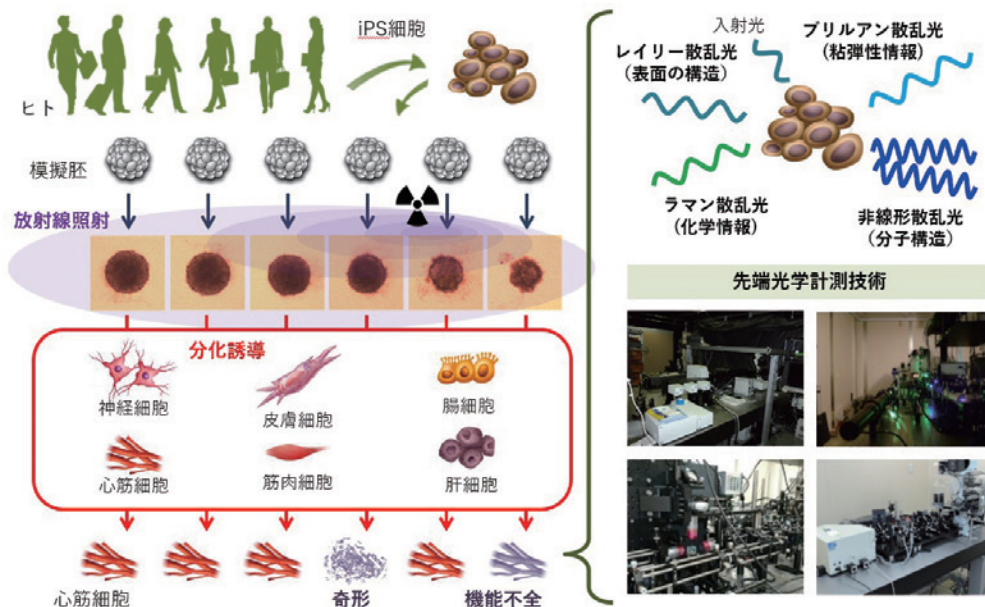 iPS細胞
ヒト
模擬胚
放射線照射
分化誘導
神経細胞
皮膚細胞
腸細胞
心筋細胞
筋肉細胞
肝細胞
心筋細胞
奇形
機能不全
入射光
レイリー散乱光
(表面の構造)
ブリルアン散乱光
(粘弾性情報)
ラマン散乱光
(化学情報)
非線形散乱光
(分子構造)
先端光学計測技術